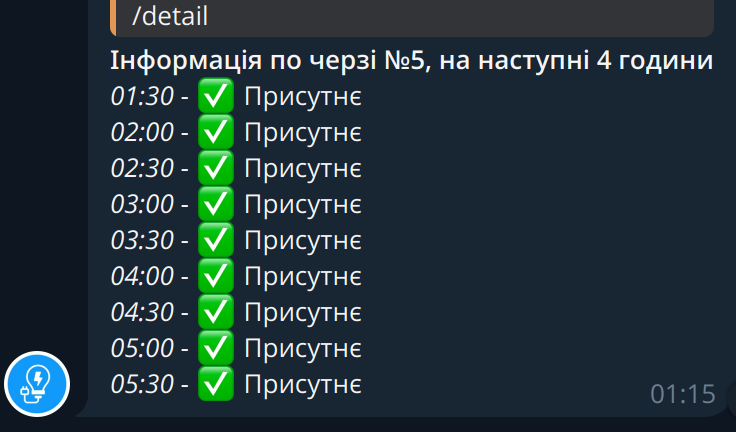 /detail
Інформація по черзі №5, на наступні 4 години
01:30 - ✅ Присутнє
02:00 - ✅ Присутнє
02:30 - ✅ Присутнє
03:00 - ✅ Присутнє
03:30 - ✅ Присутнє
04:00 - ✅ Присутнє
04:30 - ✅ Присутнє
05:00 - ✅ Присутнє
05:30 - ✅ Присутнє
01:15